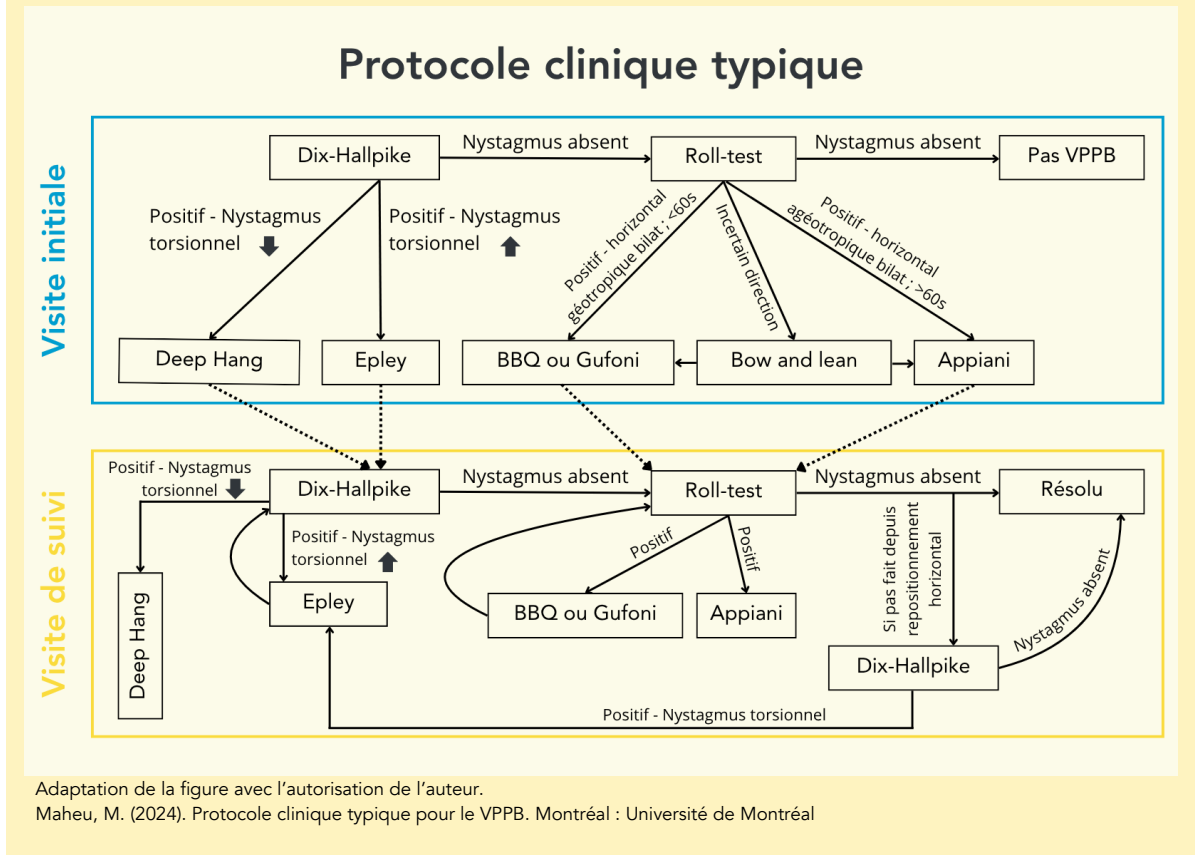 Protocole clinique typique
Visite initiale
Dix-Hallpike
Nystagmus absent
Roll-test
Nystagmus absent
Pas VPPB
Positif - Nystagmus
torsionnel
Positif - Nystagmus
torsionnel
Positif - horizontal
géotropique bilat ; <60s
Incertain direction
Positif - horizontal
agéotropique bilat ; >60s
Deep Hang
Epley
BBQ ou Gufoni
Bow and lean
Appiani
Visite de suivi
Positif - Nystagmus
torsionnel
Dix-Hallpike
Nystagmus absent
Roll-test
Nystagmus absent
Résolu
Positif - Nystagmus
torsionnel
Positif
Positif
Si pas fait depuis
repositionnement
horizontal
Nystagmus absent
Deep Hang
Epley
BBQ ou Gufoni
Appiani
Dix-Hallpike
Positif - Nystagmus torsionnel
Adaptation de la figure avec l’autorisation de l’auteur.
Maheu, M. (2024). Protocole clinique typique pour le VPPB. Montréal : Université de Montréal